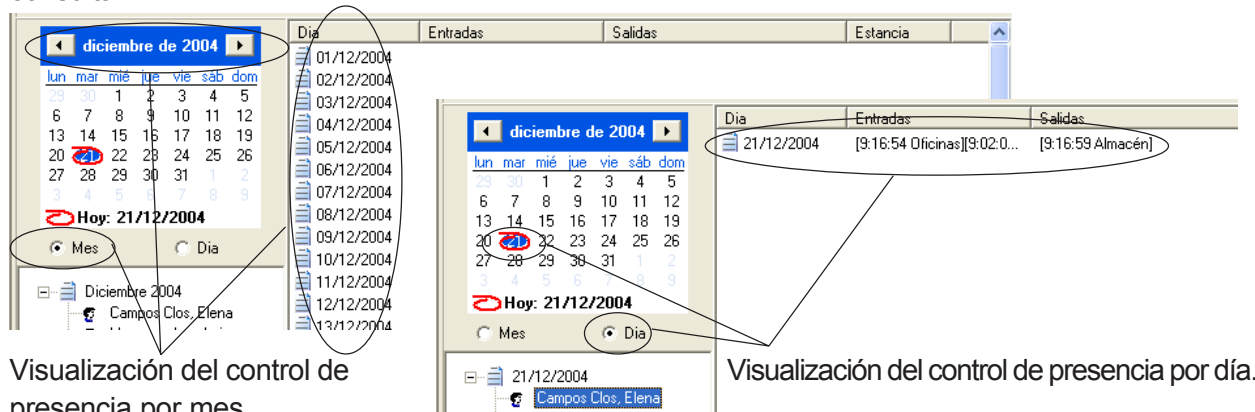 diciembre de 2004
lun mar mié jue vie sáb dom
29 30 1 2 3 4 5
6 7 8 9 10 11 12
13 14 15 16 17 18 19
20 21 22 23 24 25 26
27 28 29 30 31 1 2
3 4 5 6 7 8 9
Hoy: 21/12/2004
Mes Dia
Diciembre 2004
Campos Clos, Elena
Dia Entradas Salidas Estancia
01/12/2004
02/12/2004
03/12/2004
04/12/2004
05/12/2004
06/12/2004
07/12/2004
08/12/2004
09/12/2004
10/12/2004
11/12/2004
12/12/2004
13/12/2004
Visualización del control de
presencia por mes
diciembre de 2004
lun mar mié jue vie sáb dom
29 30 1 2 3 4 5
6 7 8 9 10 11 12
13 14 15 16 17 18 19
20 21 22 23 24 25 26
27 28 29 30 31 1 2
3 4 5 6 7 8 9
Hoy: 21/12/2004
Mes Dia
21/12/2004
Campos Clos, Elena
Dia Entradas Salidas
21/12/2004 [9:16:54 Oficinas][9:02:0... [9:16:59 Almacén]
Visualización del control de presencia por día.